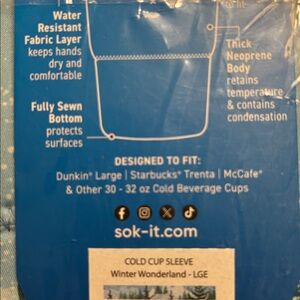 to fit
Water
Resistant
Fabric Layer
keeps hands
dry and
comfortable
Thick
Neoprene
Body
retains
temperature
& contains
condensation
Fully Sewn
Bottom
protects
surfaces
DESIGNED TO FIT:
Dunkin' Large | Starbucks® Trenta | McCafe®
& Other 30 - 32 oz Cold Beverage Cups
sok-it.com
COLD CUP SLEEVE
Winter Wonderland - LGE